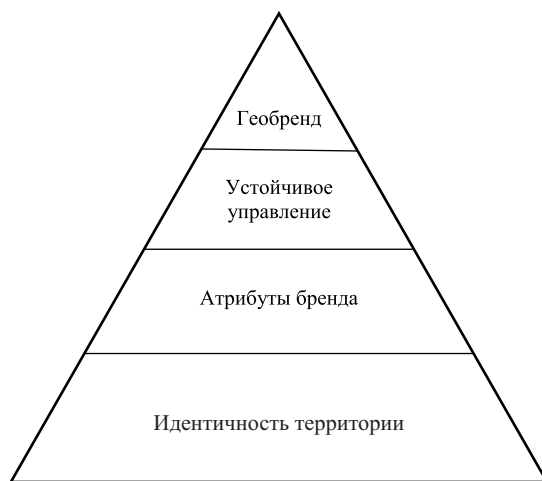 Геобренд
Устойчивое
управление
Атрибуты бренда
Идентичность территории